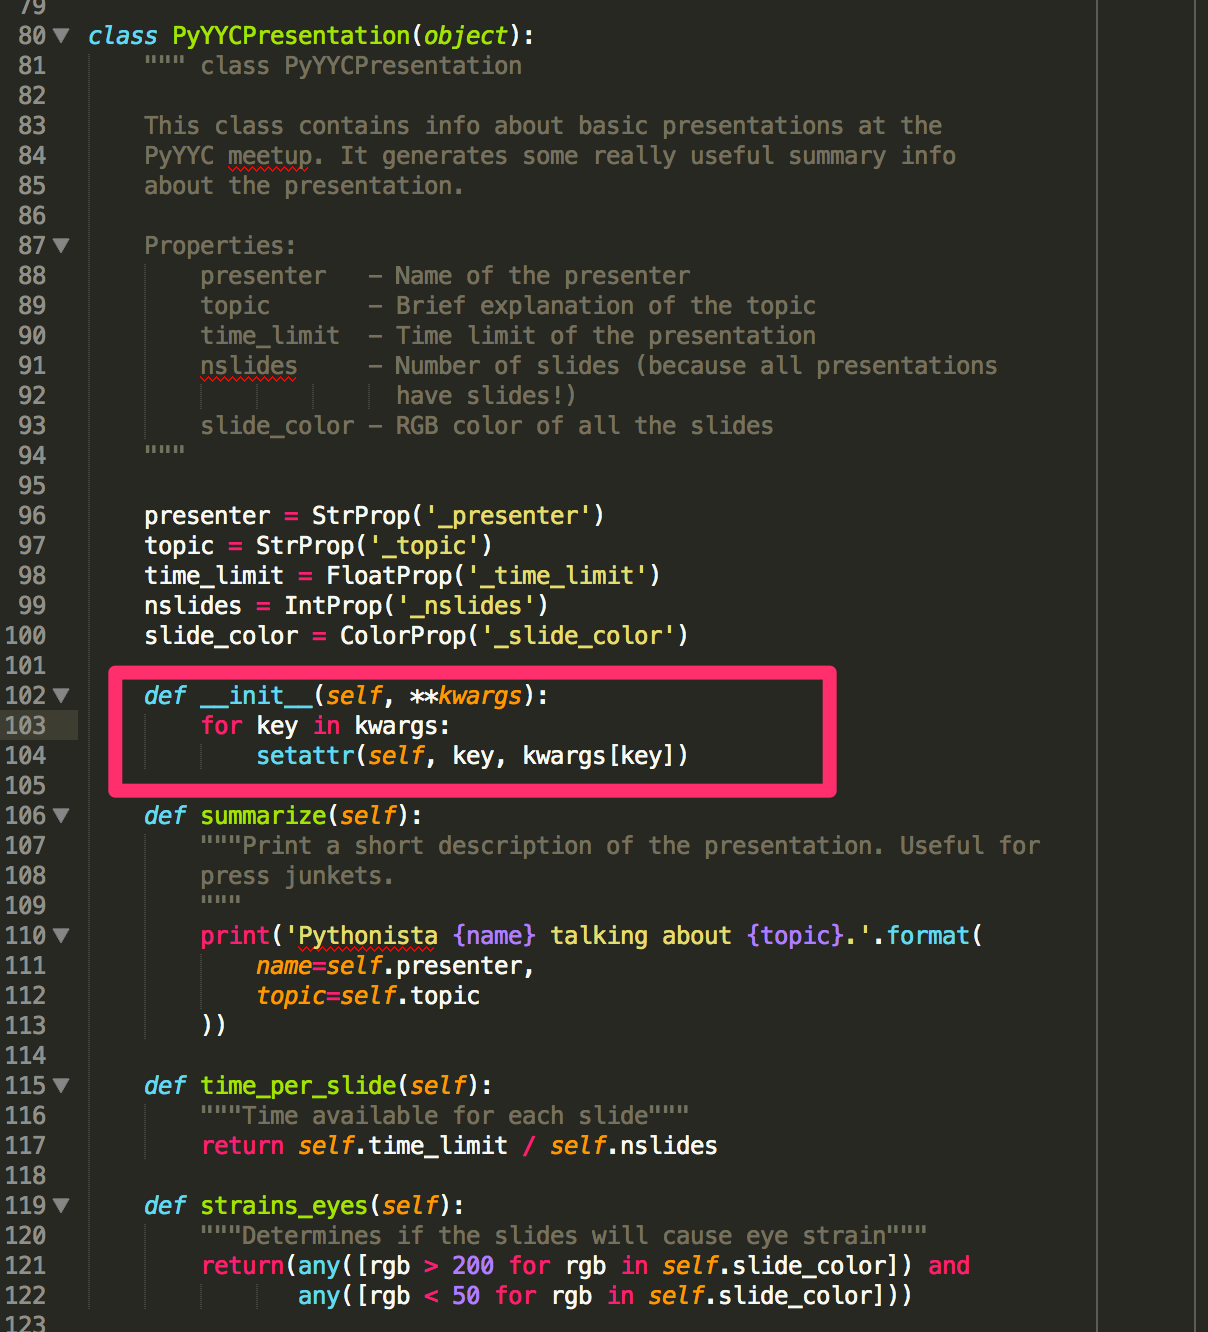 79
80 class PyYYCPresentation(object):
81 """ class PyYYCPresentation
82
83 This class contains info about basic presentations at the
84 PyYYC meetup. It generates some really useful summary info
85 about the presentation.
86
87 Properties:
88 presenter - Name of the presenter
89 topic - Brief explanation of the topic
90 time_limit - Time limit of the presentation
91 nslides - Number of slides (because all presentations
92 have slides!)
93 slide_color - RGB color of all the slides
94 """
95
96 presenter = StrProp('_presenter')
97 topic = StrProp('_topic')
98 time_limit = FloatProp('_time_limit')
99 nslides = IntProp('_nslides')
100 slide_color = ColorProp('_slide_color')
101
102 def __init__(self, **kwargs):
103 for key in kwargs:
104 setattr(self, key, kwargs[key])
105
106 def summarize(self):
107 """Print a short description of the presentation. Useful for
108 press junkets.
109 """
110 print('Pythonista {name} talking about {topic}.'.format(
111 name=self.presenter,
112 topic=self.topic
113 ))
114
115 def time_per_slide(self):
116 """Time available for each slide"""
117 return self.time_limit / self.nslides
118
119 def strains_eyes(self):
120 """Determines if the slides will cause eye strain"""
121 return(any([rgb > 200 for rgb in self.slide_color]) and
122 any([rgb < 50 for rgb in self.slide_color]))
123